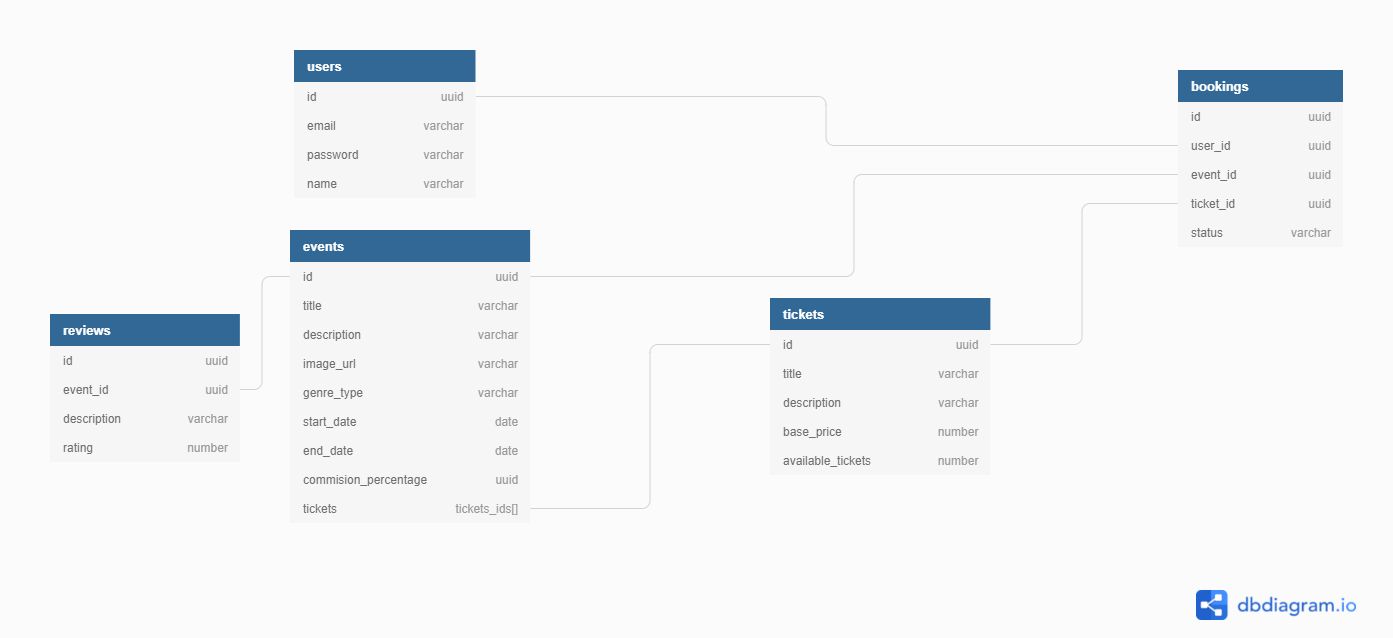 users
id uuid
email varchar
password varchar
name varchar
bookings
id uuid
user_id uuid
event_id uuid
ticket_id uuid
status varchar
events
id uuid
title varchar
description varchar
image_url varchar
genre_type varchar
start_date date
end_date date
commision_percentage uuid
tickets tickets_ids[]
reviews
id uuid
event_id uuid
description varchar
rating number
tickets
id uuid
title varchar
description varchar
base_price number
available_tickets number
dbdiagram.io